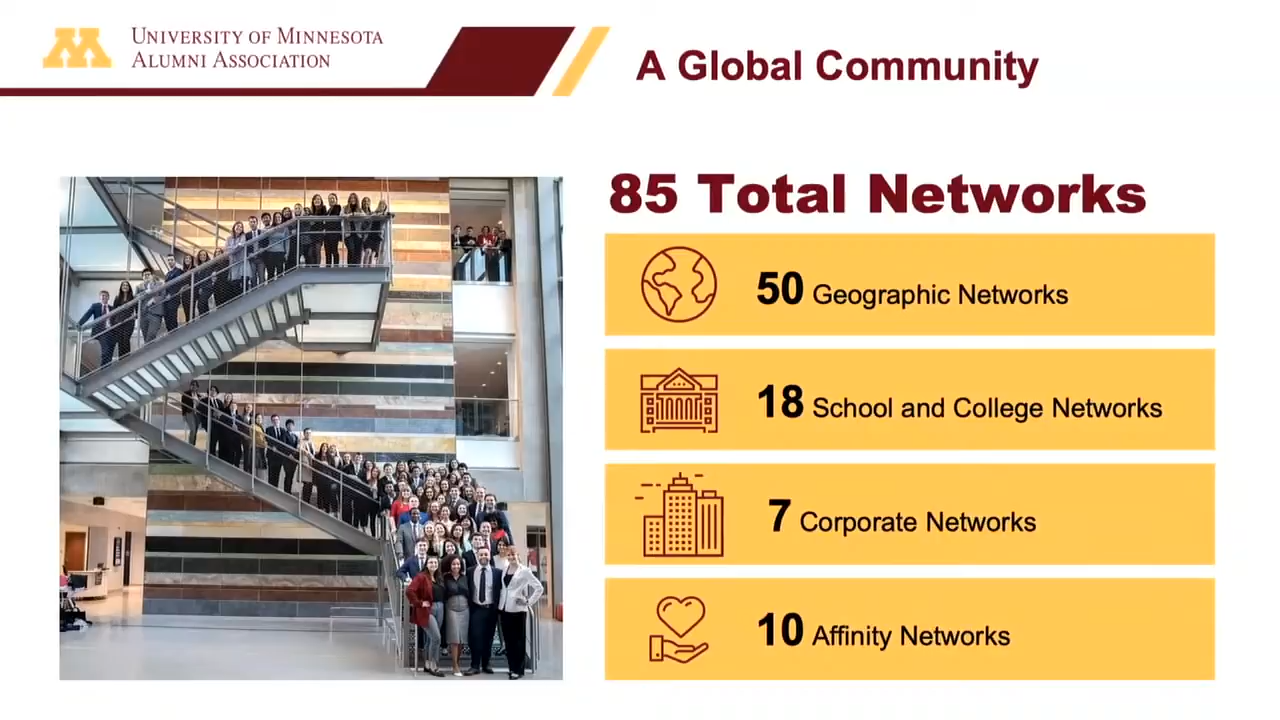 UNIVERSITY OF MINNESOTA
ALUMNI ASSOCIATION
A Global Community
85 Total Networks
50 Geographic Networks
18 School and College Networks
7 Corporate Networks
10 Affinity Networks